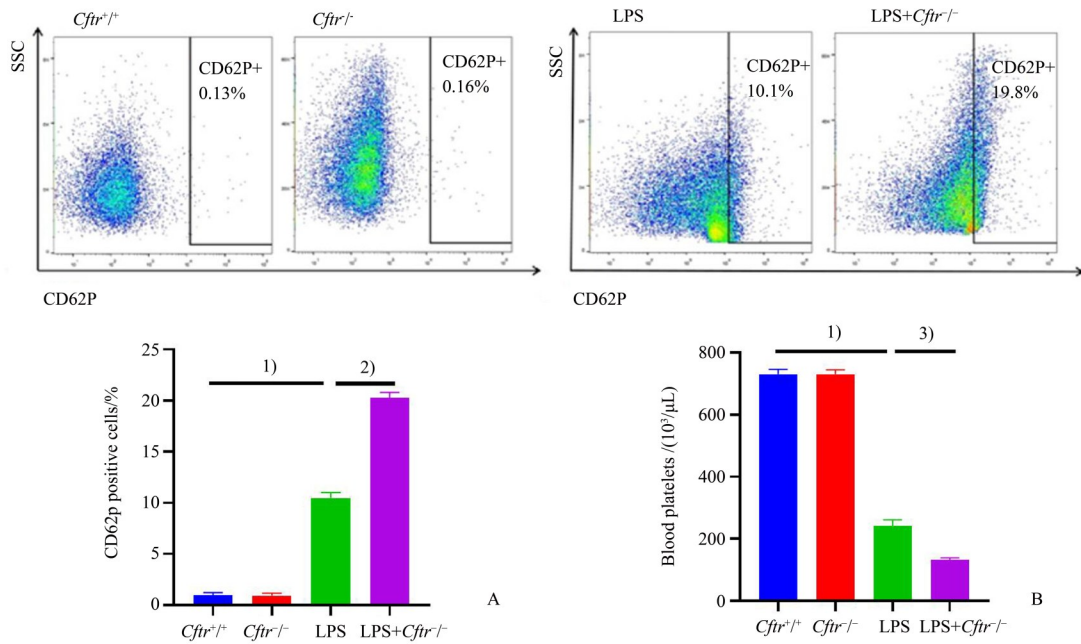 Cftr+/+
Cftr/-
LPS
LPS+Cftr-/-
SSC
CD62P+
0.13%
CD62P+
0.16%
SSC
CD62P+
10.1%
CD62P+
19.8%
CD62P
CD62P
CD62p positive cells/%
25
20
15
10
5
0
1)
2)
Cftr+/+
Cftr-/-
LPS
LPS+Cftr-/-
A
Blood platelets /(10³/μL)
800
600
400
200
0
1)
3)
Cftr+/+
Cftr-/-
LPS
LPS+Cftr-/-
B